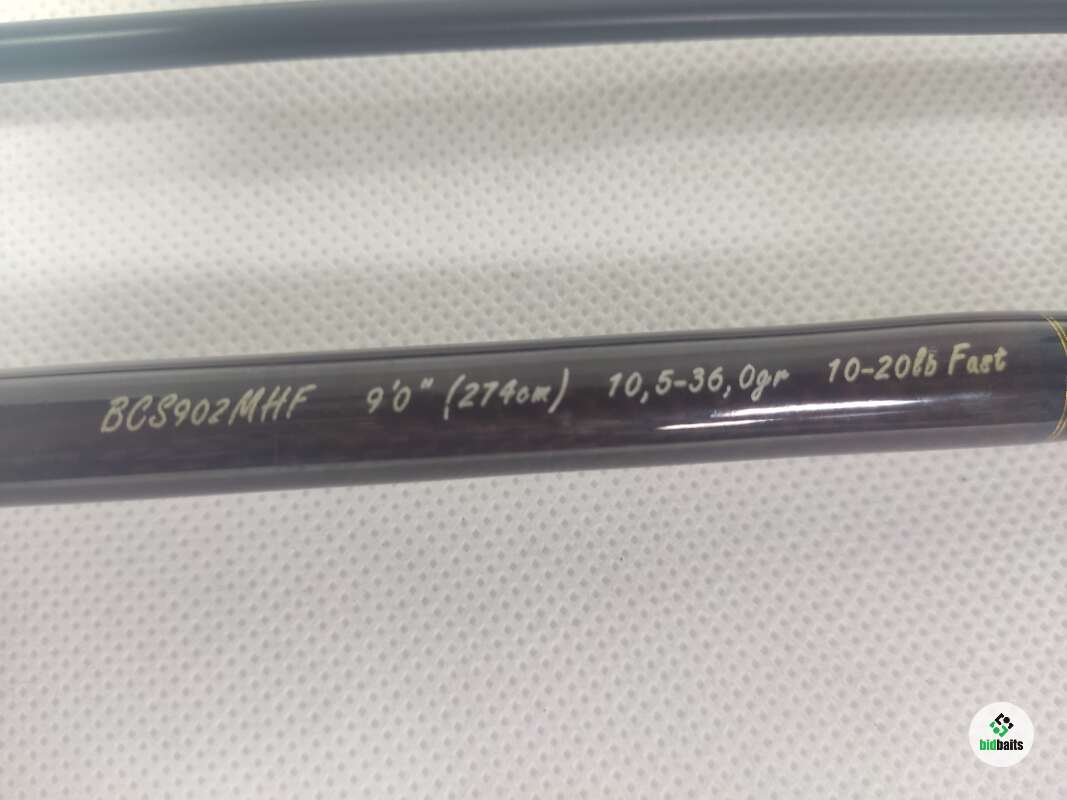 BCS902MHF 9'0" (274cm) 10,5-36,0gr 10-20lb Fast
bidbaits